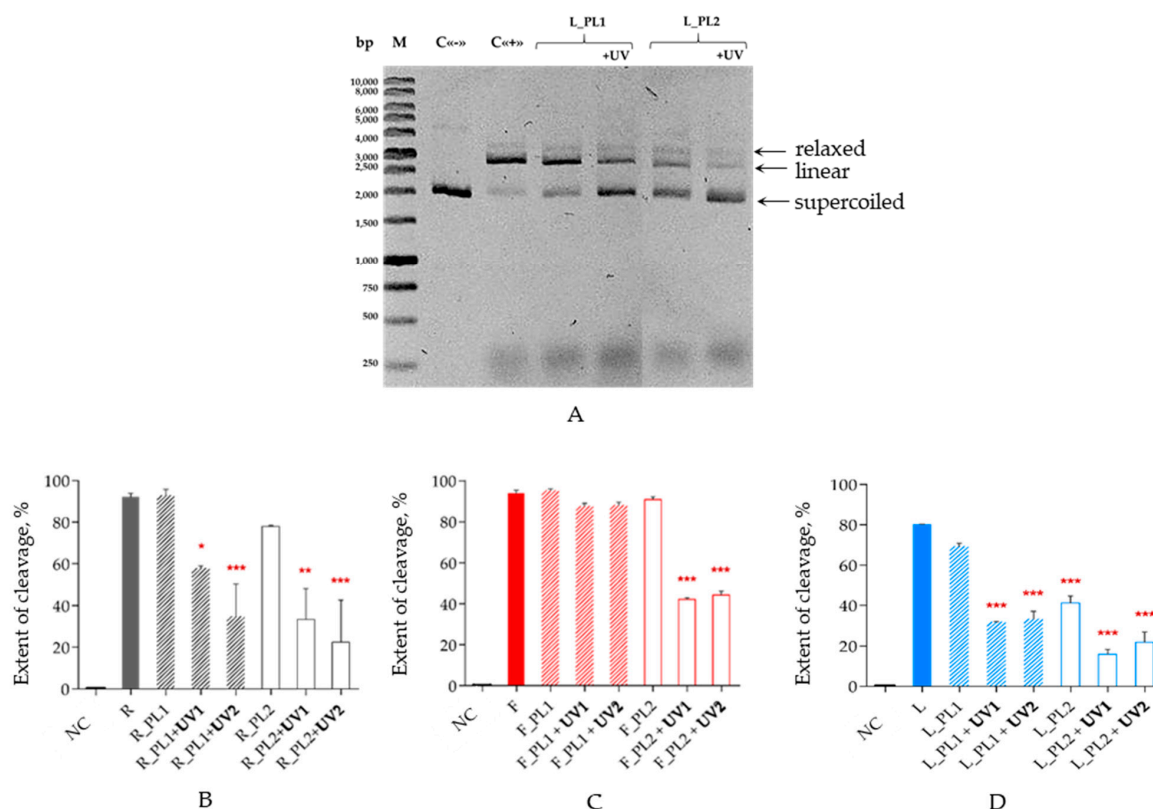 L_PL1 L_PL2
bp M C«-» C«+» +UV +UV
10,000
8,000
6,000
5,000
4,000
3,000
2,500
2,000
1,500
1,000
750
500
250
relaxed
linear
supercoiled
A
Extent of cleavage, %
100
80
60
40
20
0
* *** ** ***
NC R R_PL1 R_PL1+UV1 R_PL1+UV2 R_PL2 R_PL2+UV1 R_PL2+UV2
B
Extent of cleavage, %
100
80
60
40
20
0
*** ***
NC F F_PL1 F_PL1 + UV1 F_PL1 + UV2 F_PL2 F_PL2 + UV1 F_PL2 + UV2
C
Extent of cleavage, %
100
80
60
40
20
0
*** *** *** *** ***
NC L L_PL1 L_PL1 + UV1 L_PL1 + UV2 L_PL2 L_PL2 + UV1 L_PL2 + UV2
D